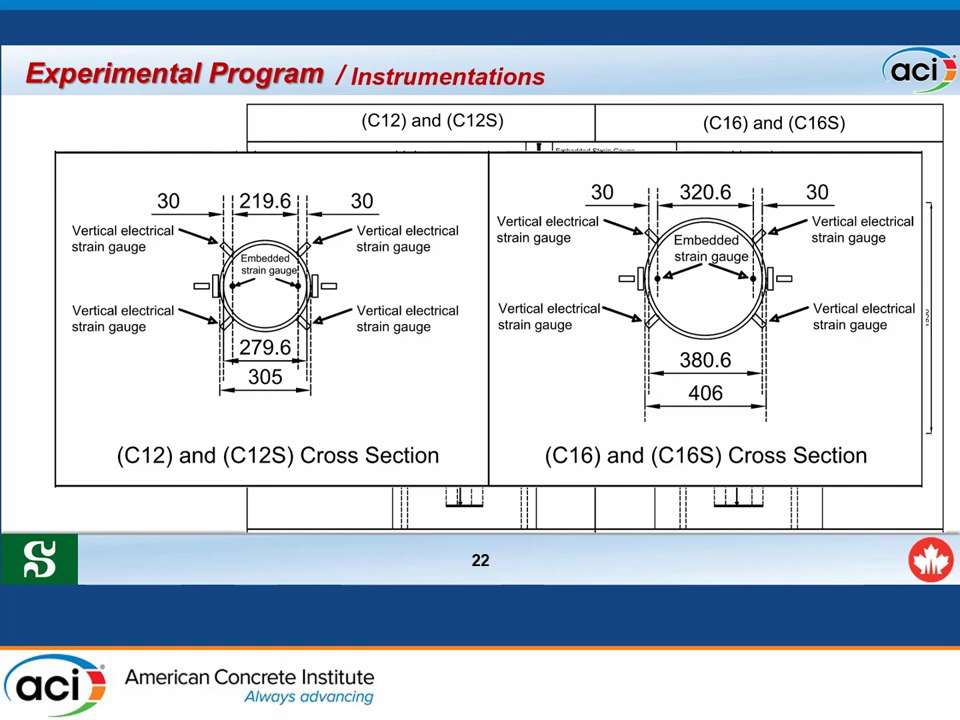 Experimental Program / Instrumentations
aci
(C12) and (C12S)
(C16) and (C16S)
Embedded Strain Gauge
30
219.6
30
Vertical electrical
strain gauge
Vertical electrical
strain gauge
Embedded
strain gauge
Vertical electrical
strain gauge
Vertical electrical
strain gauge
279.6
305
(C12) and (C12S) Cross Section
30
320.6
30
Vertical electrical
strain gauge
Vertical electrical
strain gauge
Embedded
strain gauge
Vertical electrical
strain gauge
Vertical electrical
strain gauge
380.6
406
(C16) and (C16S) Cross Section
22
aci
American Concrete Institute
Always advancing